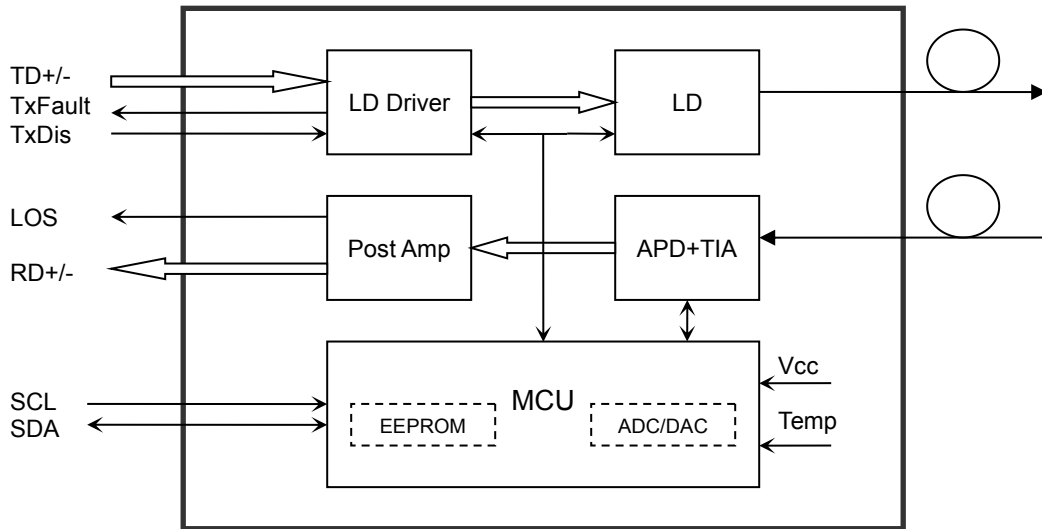 TD+/-
TxFault
TxDis
LD Driver
LD
LOS
RD+/-
Post Amp
APD+TIA
SCL
SDA
MCU
EEPROM
ADC/DAC
Vcc
Temp